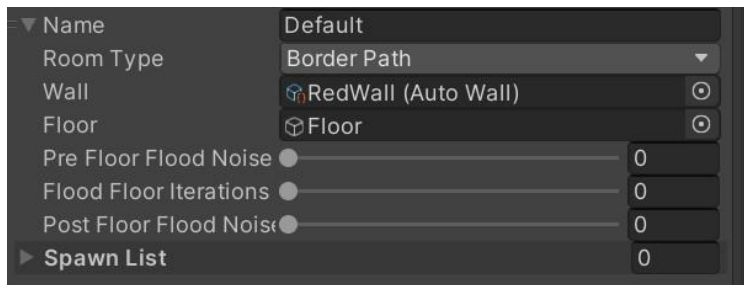 Name Default
Room Type Border Path
Wall RedWall (Auto Wall)
Floor Floor
Pre Floor Flood Noise 0
Flood Floor Iterations 0
Post Floor Flood Nois 0
Spawn List 0